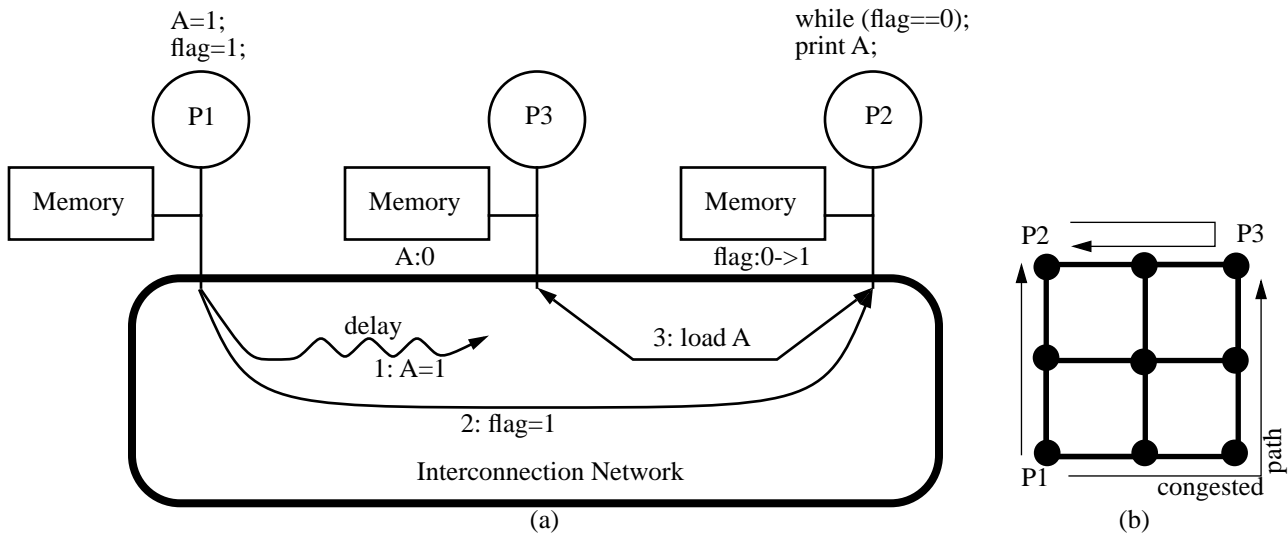 A=1;
flag=1;
while (flag==0);
print A;
P1
P3
P2
Memory
Memory
Memory
A:0
flag:0->1
delay
1: A=1
3: load A
2: flag=1
Interconnection Network
(a)
P2
P3
P1
congested
path
(b)